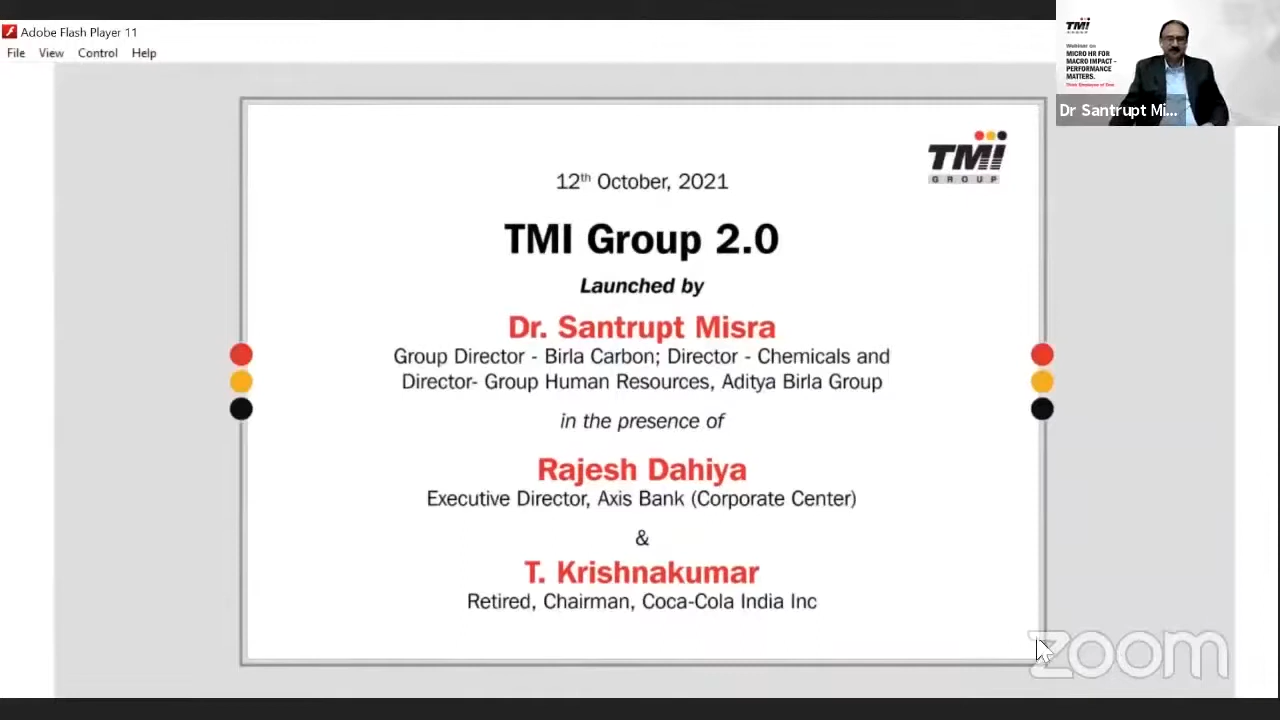 Adobe Flash Player 11
File View Control Help
12th October, 2021
TMI Group 2.0
Launched by
Dr. Santrupt Misra
Group Director - Birla Carbon; Director - Chemicals and
Director- Group Human Resources, Aditya Birla Group
in the presence of
Rajesh Dahiya
Executive Director, Axis Bank (Corporate Center)
&
T. Krishnakumar
Retired, Chairman, Coca-Cola India Inc
TMI
GROUP
TMI
GROUP
Webinar on
MICRO HR FOR
MACRO IMPACT -
PERFORMANCE
MATTERS.
Dr Santrupt Mi...
zoom